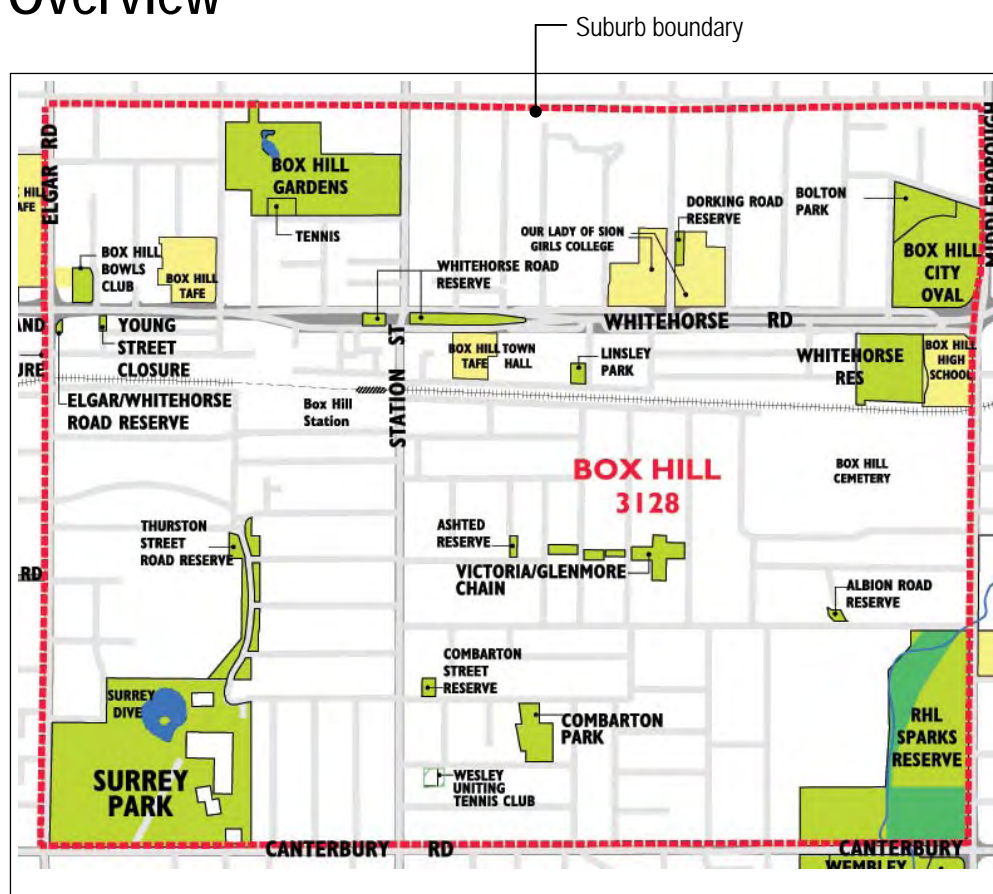 Overview
Suburb boundary
ELGAR RD
MIDDLEBOROUGH
BOX HILL
GARDENS
TENNIS
DORKING ROAD
RESERVE
BOLTON
PARK
OUR LADY OF SION
GIRLS COLLEGE
BOX HILL
CITY
OVAL
BOX HILL
BOWLS
CLUB
BOX HILL
TAFE
WHITEHORSE ROAD
RESERVE
WHITEHORSE RD
YOUNG
STREET
CLOSURE
ELGAR/WHITEHORSE
ROAD RESERVE
STATION ST
BOX HILL
TAFE
TOWN
HALL
LINSLEY
PARK
WHITEHORSE
RES
BOX HILL
HIGH
SCHOOL
Box Hill
Station
BOX HILL
3128
BOX HILL
CEMETERY
THURSTON
STREET
ROAD RESERVE
ASHTED
RESERVE
VICTORIA/GLENMORE
CHAIN
RD
ALBION ROAD
RESERVE
COMBARTON
STREET
RESERVE
SURREY
DIVE
COMBARTON
PARK
RHL
SPARKS
RESERVE
SURREY
PARK
WESLEY
UNITING
TENNIS CLUB
CANTERBURY RD
CANTERBURY
WEMBLEY